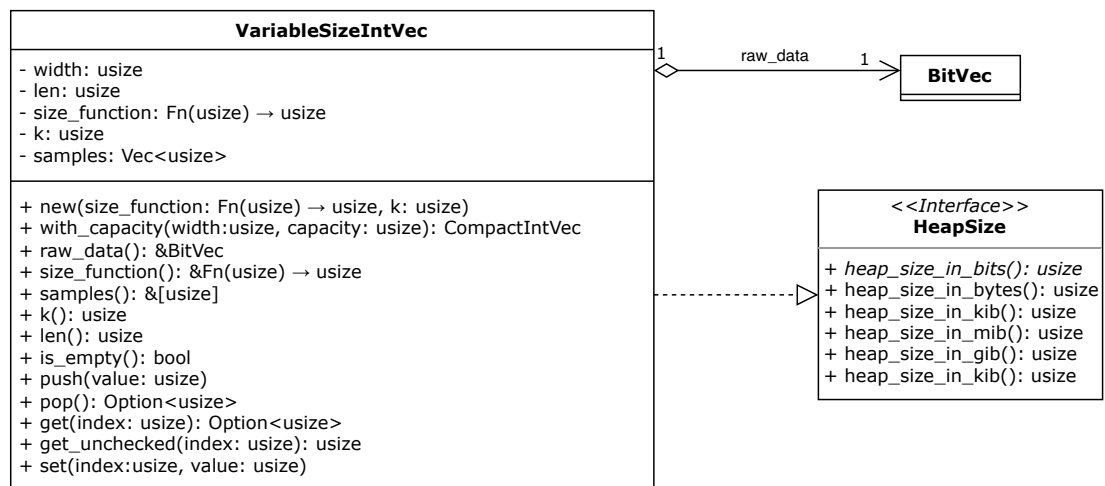 VariableSizeIntVec
- width: usize
- len: usize
- size_function: Fn(usize) → usize
- k: usize
- samples: Vec<usize>
+ new(size_function: Fn(usize) → usize, k: usize)
+ with_capacity(width:usize, capacity: usize): CompactIntVec
+ raw_data(): &BitVec
+ size_function(): &Fn(usize) → usize
+ samples(): &[usize]
+ k(): usize
+ len(): usize
+ is_empty(): bool
+ push(value: usize)
+ pop(): Option<usize>
+ get(index: usize): Option<usize>
+ get_unchecked(index: usize): usize
+ set(index:usize, value: usize)
1 raw_data 1
BitVec
<<Interface>>
HeapSize
+ heap_size_in_bits(): usize
+ heap_size_in_bytes(): usize
+ heap_size_in_kib(): usize
+ heap_size_in_mib(): usize
+ heap_size_in_gib(): usize
+ heap_size_in_kib(): usize